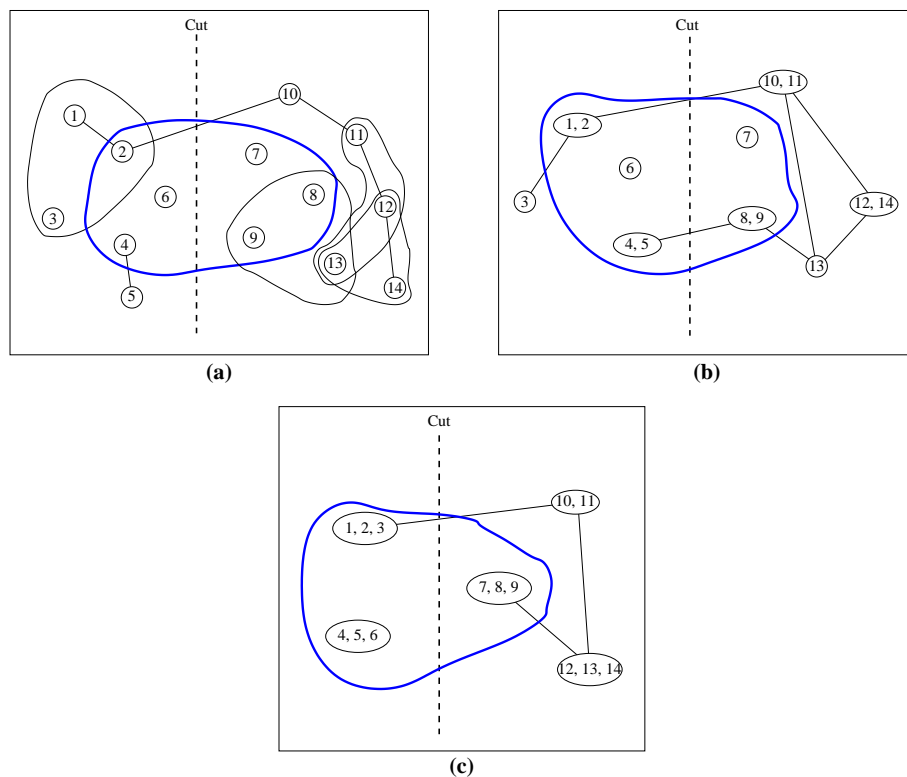 Cut
10
1
11
2
7
6
8
12
3
9
4
13
14
5
(a)
Cut
10, 11
1, 2
7
6
3
12, 14
8, 9
4, 5
13
(b)
Cut
10, 11
1, 2, 3
7, 8, 9
4, 5, 6
12, 13, 14
(c)